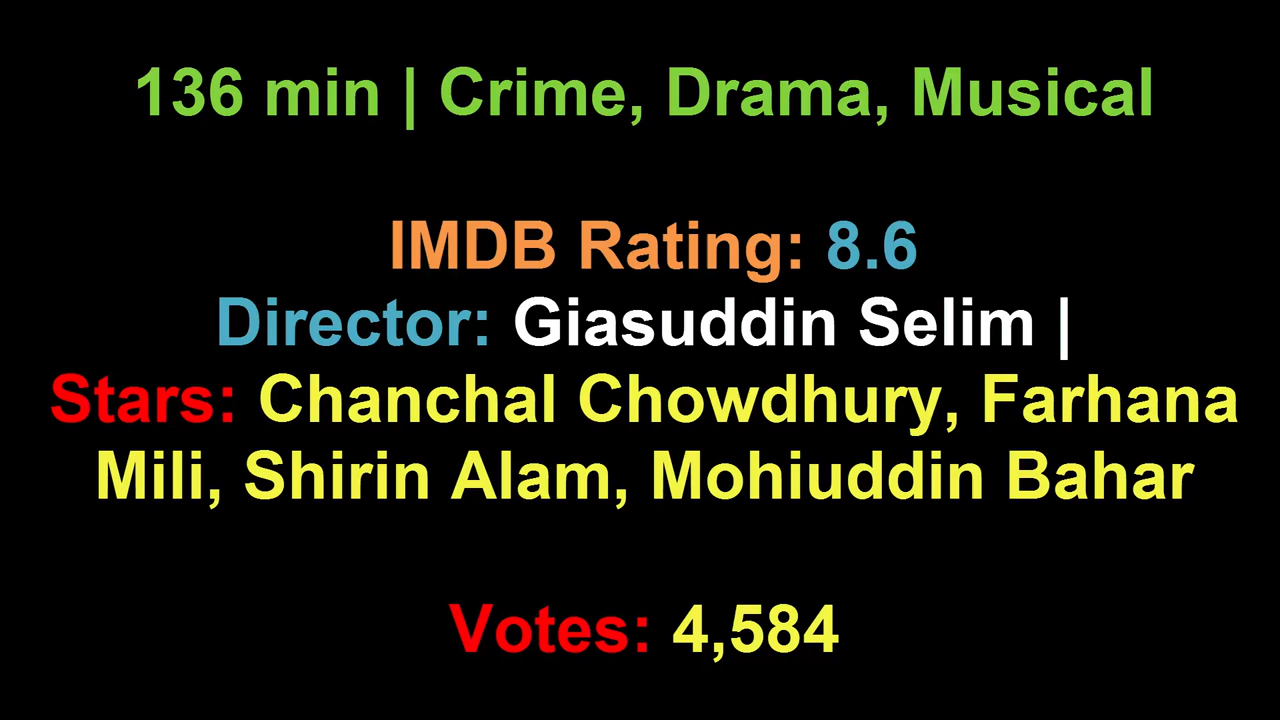 136 min | Crime, Drama, Musical
IMDB Rating: 8.6
Director: Giasuddin Selim |
Stars: Chanchal Chowdhury, Farhana
Mili, Shirin Alam, Mohiuddin Bahar
Votes: 4,584